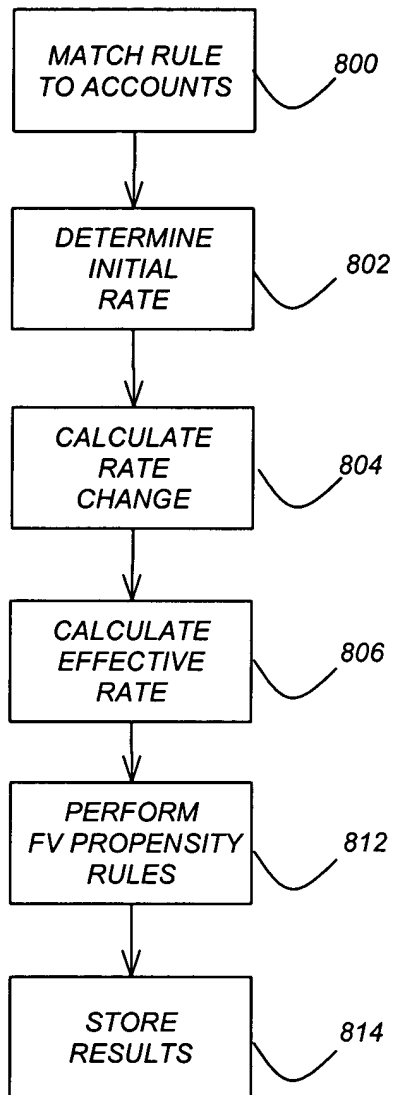 MATCH RULE
TO ACCOUNTS
800
DETERMINE
INITIAL
RATE
802
CALCULATE
RATE
CHANGE
804
CALCULATE
EFFECTIVE
RATE
806
PERFORM
FV PROPENSITY
RULES
812
STORE
RESULTS
814